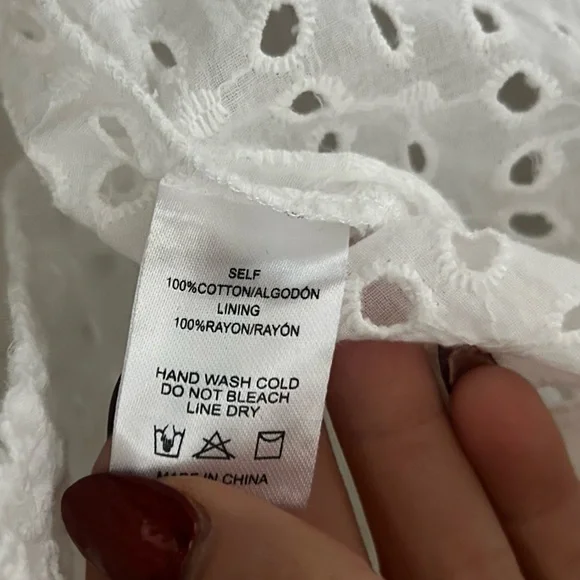 SELF
100%COTTON/ALGODÓN
LINING
100%RAYON/RAYÓN
HAND WASH COLD
DO NOT BLEACH
LINE DRY
MADE IN CHINA